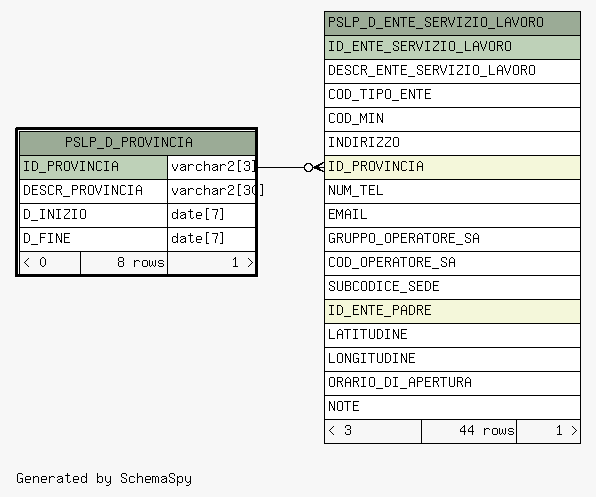 PSLP_D_PROVINCIA
ID_PROVINCIA varchar2[3]
DESCR_PROVINCIA varchar2[30]
D_INIZIO date[7]
D_FINE date[7]
< 0 8 rows 1 >
PSLP_D_ENTE_SERVIZIO_LAVORO
ID_ENTE_SERVIZIO_LAVORO
DESCR_ENTE_SERVIZIO_LAVORO
COD_TIPO_ENTE
COD_MIN
INDIRIZZO
ID_PROVINCIA
NUM_TEL
EMAIL
GRUPPO_OPERATORE_SA
COD_OPERATORE_SA
SUBCODICE_SEDE
ID_ENTE_PADRE
LATITUDINE
LONGITUDINE
ORARIO_DI_APERTURA
NOTE
< 3 44 rows 1 >
Generated by SchemaSpy